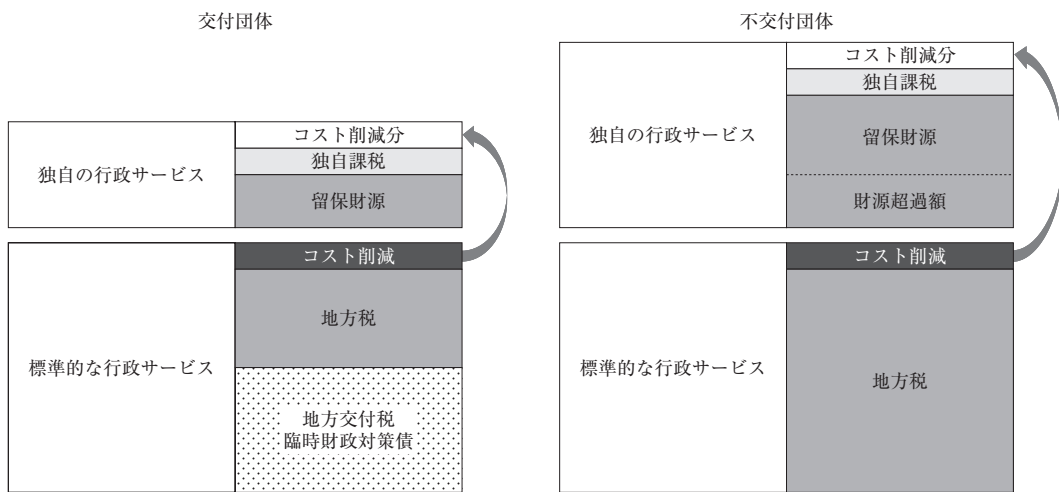 交付団体
独自の行政サービス
コスト削減分
独自課税
留保財源
標準的な行政サービス
コスト削減
地方税
地方交付税
臨時財政対策債
不交付団体
独自の行政サービス
コスト削減分
独自課税
留保財源
財源超過額
標準的な行政サービス
コスト削減
地方税